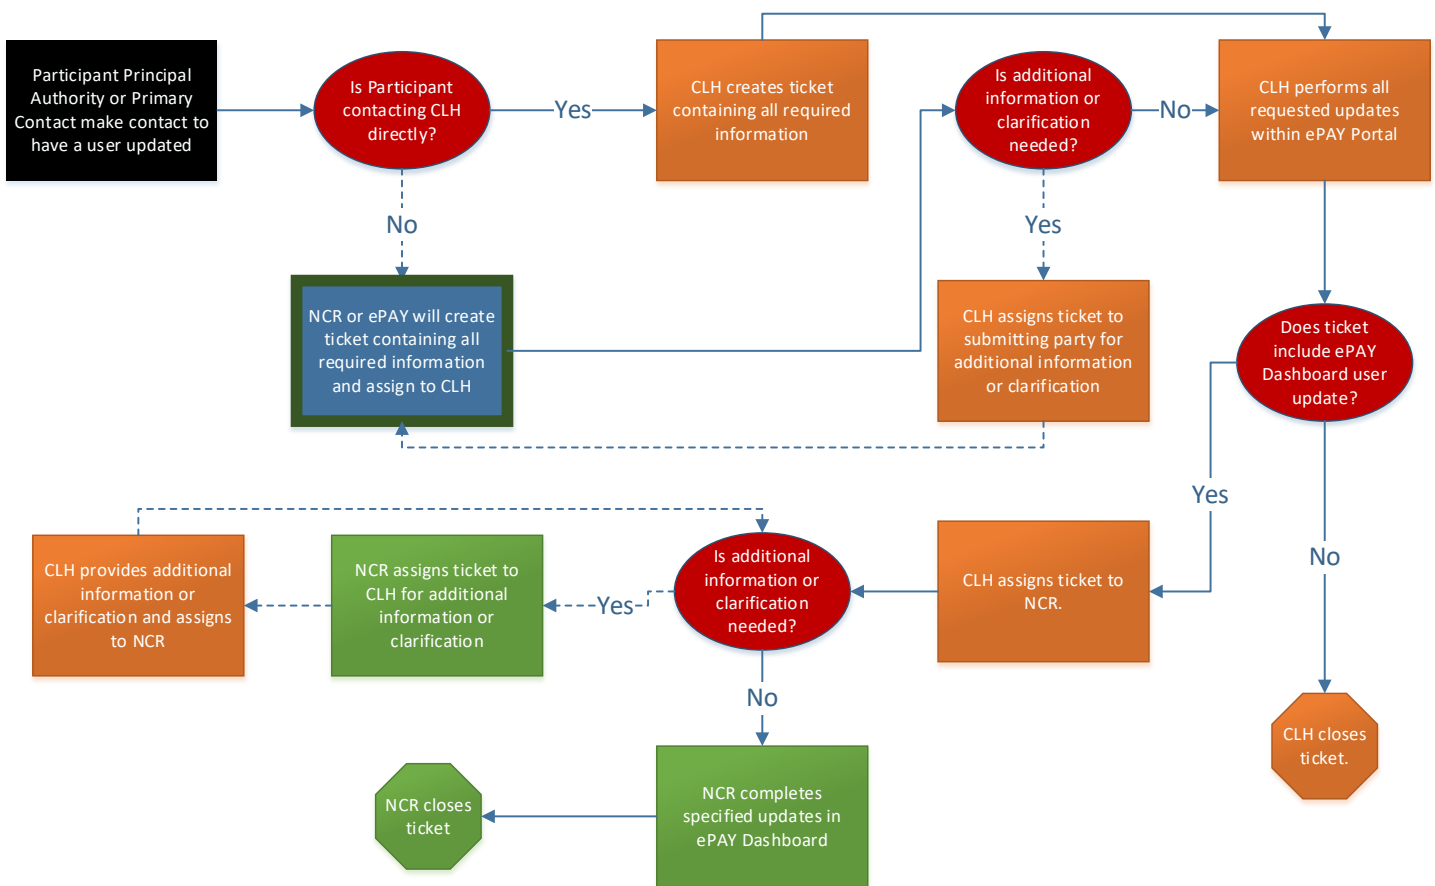 Participant Principal
Authority or Primary
Contact make contact to
have a user updated
Is Participant
contacting CLH
directly?
Yes
CLH creates ticket
containing all required
information
Is additional
information or
clarification
needed?
No
CLH performs all
requested updates
within ePAY Portal
No
Yes
NCR or ePAY will create
ticket containing all
required information
and assign to CLH
CLH assigns ticket to
submitting party for
additional information
or clarification
Does ticket
include ePAY
Dashboard user
update?
Yes
No
CLH provides additional
information or
clarification and assigns
to NCR
NCR assigns ticket to
CLH for additional
information or
clarification
Yes
Is additional
information or
clarification
needed?
CLH assigns ticket to
NCR.
No
CLH closes
ticket.
NCR closes
ticket
NCR completes
specified updates in
ePAY Dashboard